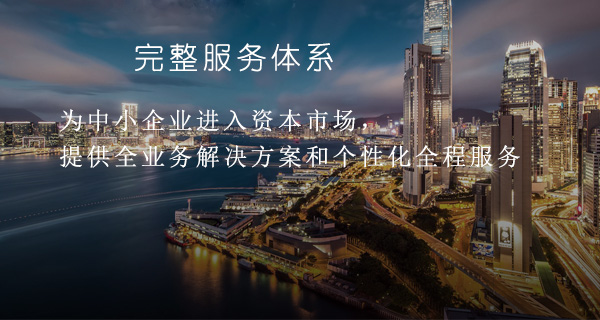 完整服务体系
为中小企业进入资本市场
提供全业务解决方案和个性化全程服务